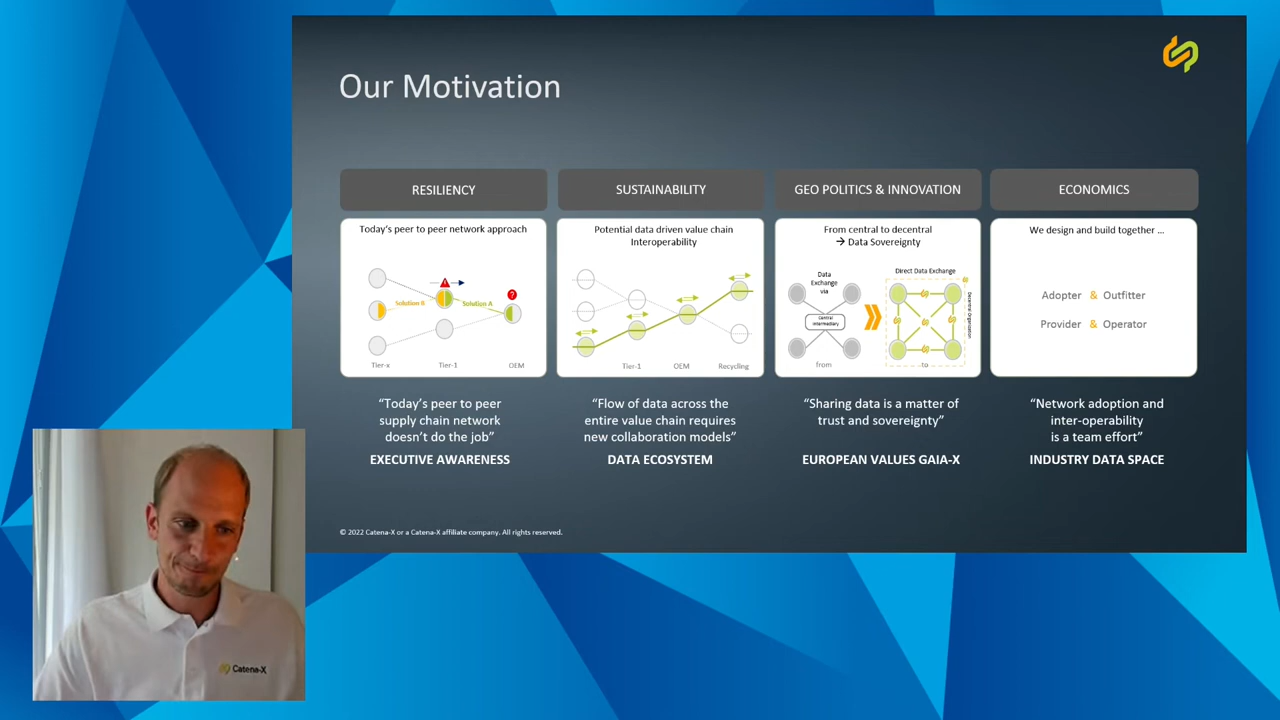 Our Motivation
RESILIENCY
Today's peer to peer network approach
Solution B
Solution A
?
Tier-x
Tier-1
OEM
"Today's peer to peer
supply chain network
doesn't do the job"
EXECUTIVE AWARENESS
SUSTAINABILITY
Potential data driven value chain
Interoperability
Tier-1
OEM
Recycling
"Flow of data across the
entire value chain requires
new collaboration models"
DATA ECOSYSTEM
GEO POLITICS & INNOVATION
From central to decentral
→ Data Sovereignty
Data
Exchange
via
Central
Intermediary
from
Direct Data Exchange
Decentral Organization
to
"Sharing data is a matter of
trust and sovereignty"
EUROPEAN VALUES GAIA-X
ECONOMICS
We design and build together ...
Adopter & Outfitter
Provider & Operator
"Network adoption and
inter-operability
is a team effort"
INDUSTRY DATA SPACE
© 2022 Catena-X or a Catena-X affiliate company. All rights reserved.
Catena-X